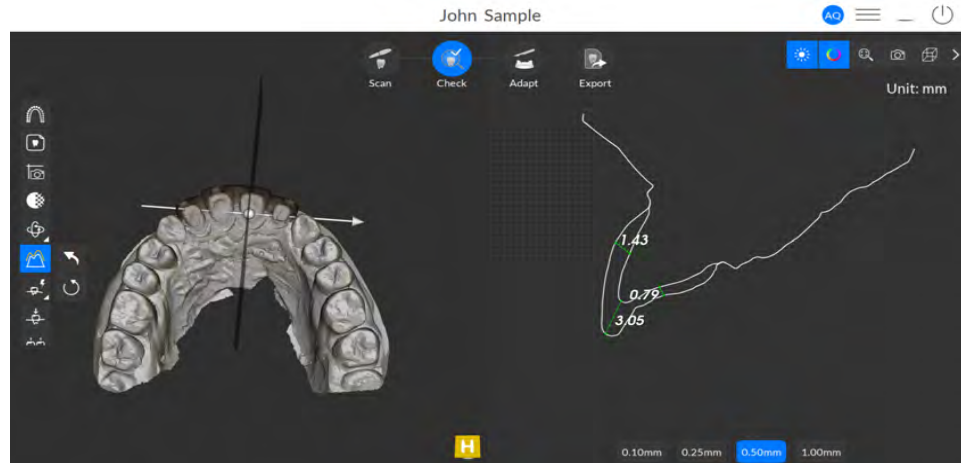 John Sample
AQ
Scan
Check
Adapt
Export
Unit: mm
1.43
0.79
3.05
H
0.10mm
0.25mm
0.50mm
1.00mm